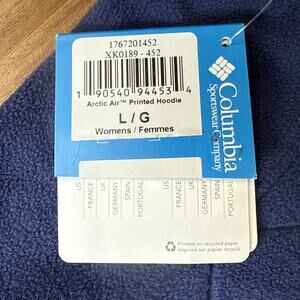 1767201452
XK0189 - 452
1 90540 94453 4
Arctic Air™ Printed Hoodie
L / G
Womens / Femmes
Columbia
Sportswear Company
US
FRANCE
UK
GERMANY
SPAIN
PORTUGAL
US
FRANCE
UK
GERMANY
SPAIN
PORTUGAL
Printed on recycled paper
Imprimé sur papier recyclé